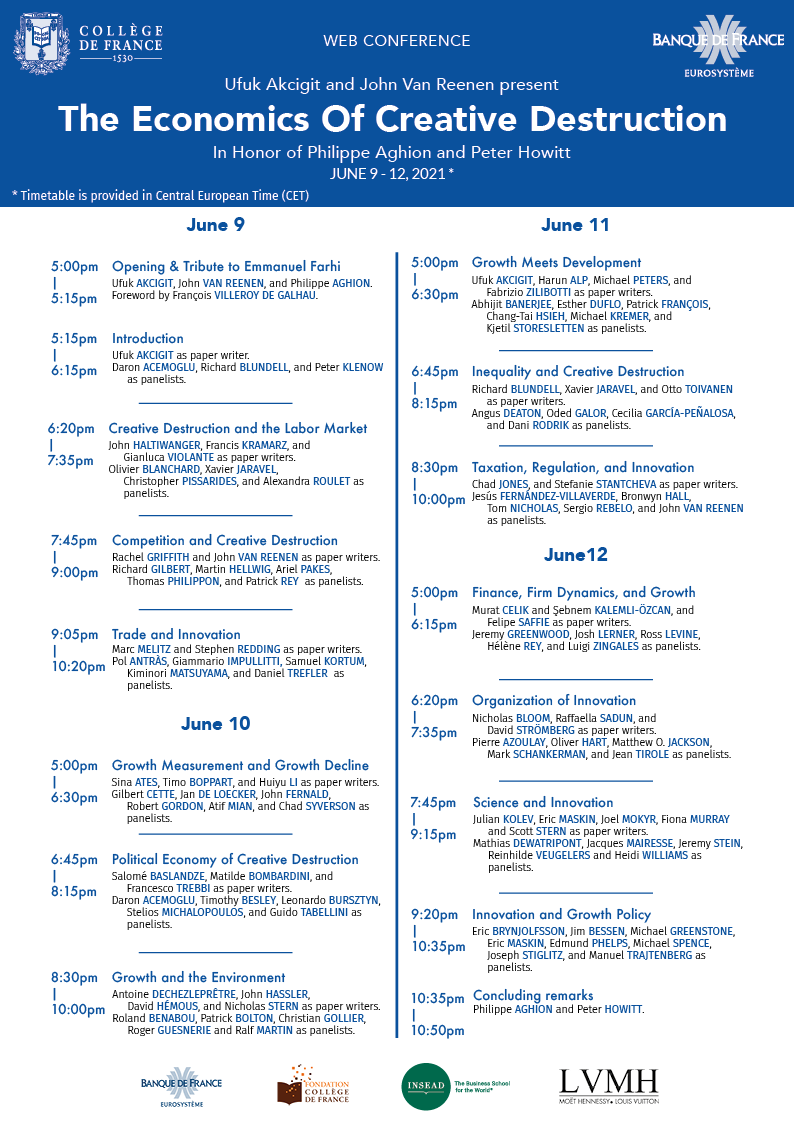 COLLÈGE
DE FRANCE
1530
WEB CONFERENCE
BANQUE DE FRANCE
EUROSYSTÈME
Ufuk Akcigit and John Van Reenen present
The Economics Of Creative Destruction
In Honor of Philippe Aghion and Peter Howitt
JUNE 9 - 12, 2021 *
* Timetable is provided in Central European Time (CET)
June 9
5:00pm
|
5:15pm
Opening & Tribute to Emmanuel Farhi
Ufuk AKCIGIT, John VAN REENEN, and Philippe AGHION.
Foreword by François VILLEROY DE GALHAU.
5:15pm
|
6:15pm
Introduction
Ufuk AKCIGIT as paper writer.
Daron ACEMOGLU, Richard BLUNDELL, and Peter KLENOW
as panelists.
6:20pm
|
7:35pm
Creative Destruction and the Labor Market
John HALTIWANGER, Francis KRAMARZ, and
Gianluca VIOLANTE as paper writers.
Olivier BLANCHARD, Xavier JARAVEL,
Christopher PISSARIDES, and Alexandra ROULET as
panelists.
7:45pm
|
9:00pm
Competition and Creative Destruction
Rachel GRIFFITH and John VAN REENEN as paper writers.
Richard GILBERT, Martin HELLWIG, Ariel PAKES,
Thomas PHILIPPON, and Patrick REY as panelists.
9:05pm
|
10:20pm
Trade and Innovation
Marc MELITZ and Stephen REDDING as paper writers.
Pol ANTRÀS, Giammario IMPULLITTI, Samuel KORTUM,
Kiminori MATSUYAMA, and Daniel TREFLER as
panelists.
June 10
5:00pm
|
6:30pm
Growth Measurement and Growth Decline
Sina ATES, Timo BOPPART, and Huiyu LI as paper writers.
Gilbert CETTE, Jan DE LOECKER, John FERNALD,
Robert GORDON, Atif MIAN, and Chad SYVERSON as
panelists.
6:45pm
|
8:15pm
Political Economy of Creative Destruction
Salomé BASLANDZE, Matilde BOMBARDINI, and
Francesco TREBBI as paper writers.
Daron ACEMOGLU, Timothy BESLEY, Leonardo BURSZTYN,
Stelios MICHALOPOULOS, and Guido TABELLINI as
panelists.
8:30pm
|
10:00pm
Growth and the Environment
Antoine DECHEZLEPRÊTRE, John HASSLER,
David HÉMOUS, and Nicholas STERN as paper writers.
Roland BENABOU, Patrick BOLTON, Christian GOLLIER,
Roger GUESNERIE and Ralf MARTIN as panelists.
June 11
5:00pm
|
6:30pm
Growth Meets Development
Ufuk AKCIGIT, Harun ALP, Michael PETERS, and
Fabrizio ZILIBOTTI as paper writers.
Abhijit BANERJEE, Esther DUFLO, Patrick FRANÇOIS,
Chang-Tai HSIEH, Michael KREMER, and
Kjetil STORESLETTEN as panelists.
6:45pm
|
8:15pm
Inequality and Creative Destruction
Richard BLUNDELL, Xavier JARAVEL, and Otto TOIVANEN
as paper writers.
Angus DEATON, Oded GALOR, Cecilia GARCÍA-PEÑALOSA,
and Dani RODRIK as panelists.
8:30pm
|
10:00pm
Taxation, Regulation, and Innovation
Chad JONES, and Stefanie STANTCHEVA as paper writers.
Jesús FERNÁNDEZ-VILLAVERDE, Bronwyn HALL,
Tom NICHOLAS, Sergio REBELO, and John VAN REENEN
as panelists.
June12
5:00pm
|
6:15pm
Finance, Firm Dynamics, and Growth
Murat CELIK and Şebnem KALEMLI-ÖZCAN, and
Felipe SAFFIE as paper writers.
Jeremy GREENWOOD, Josh LERNER, Ross LEVINE,
Hélène REY, and Luigi ZINGALES as panelists.
6:20pm
|
7:35pm
Organization of Innovation
Nicholas BLOOM, Raffaella SADUN, and
David STRÖMBERG as paper writers.
Pierre AZOULAY, Oliver HART, Matthew O. JACKSON,
Mark SCHANKERMAN, and Jean TIROLE as panelists.
7:45pm
|
9:15pm
Science and Innovation
Julian KOLEV, Eric MASKIN, Joel MOKYR, Fiona MURRAY
and Scott STERN as paper writers.
Mathias DEWATRIPONT, Jacques MAIRESSE, Jeremy STEIN,
Reinhilde VEUGELERS and Heidi WILLIAMS as
panelists.
9:20pm
|
10:35pm
Innovation and Growth Policy
Eric BRYNJOLFSSON, Jim BESSEN, Michael GREENSTONE,
Eric MASKIN, Edmund PHELPS, Michael SPENCE,
Joseph STIGLITZ, and Manuel TRAJTENBERG as
panelists.
10:35pm
|
10:50pm
Concluding remarks
Philippe AGHION and Peter HOWITT.
BANQUE DE FRANCE
EUROSYSTÈME
FONDATION
COLLÈGE
DE FRANCE
INSEAD
The Business School
for the World®
LVMH
MOËT HENNESSY • LOUIS VUITTON